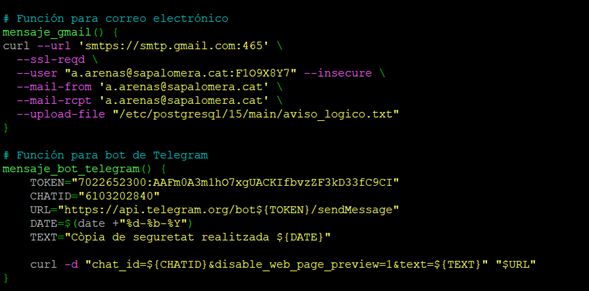 # Función para correo electrónico
mensaje_gmail() {
curl --url 'smtps://smtp.gmail.com:465' \
--ssl-reqd \
--user "a.arenas@sapalomera.cat:F1O9X8Y7" --insecure \
--mail-from 'a.arenas@sapalomera.cat' \
--mail-rcpt 'a.arenas@sapalomera.cat' \
--upload-file "/etc/postgresql/15/main/aviso_logico.txt"
}
# Función para bot de Telegram
mensaje_bot_telegram() {
TOKEN="7022652300:AAFm0A3m1hO7xgUACKIfbvzZF3kD33fC9CI"
CHATID="6103202840"
URL="https://api.telegram.org/bot${TOKEN}/sendMessage"
DATE=$(date +"%d-%b-%Y")
TEXT="Còpia de seguretat realitzada ${DATE}"
curl -d "chat_id=${CHATID}&disable_web_page_preview=1&text=${TEXT}" "$URL"
}